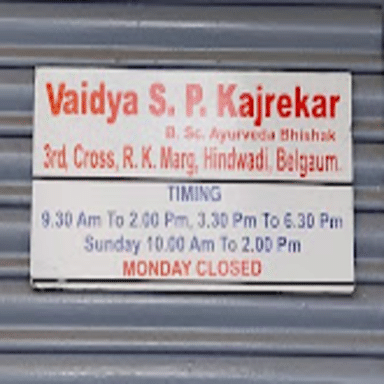 Vaidya S. P. Kajrekar
B. Sc. Ayurveda Bhishak
3rd, Cross, R. K. Marg, Hindwadi, Belgaum.
TIMING
9.30 Am To 2.00 Pm, 3.30 Pm To 6.30 Pm
Sunday 10.00 Am To 2.00 Pm
MONDAY CLOSED